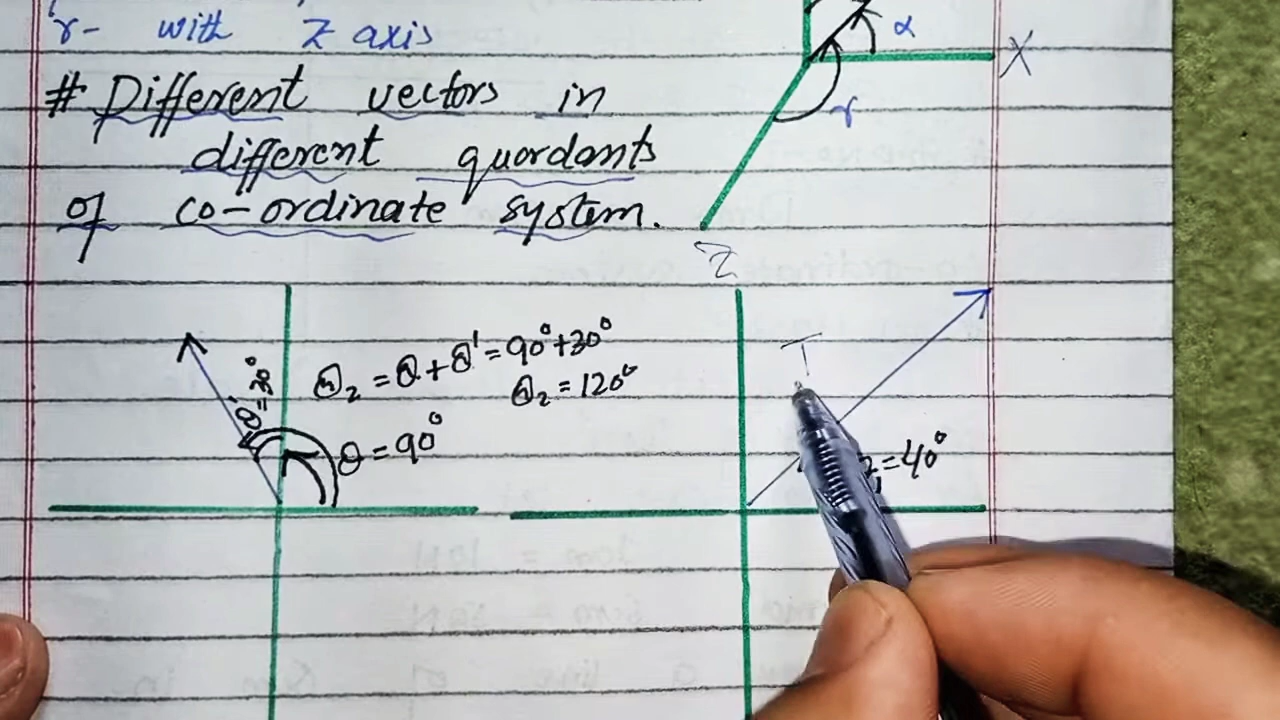 r- with Z axis
# Different vectors in
different quordants
of co-ordinate system.
α
X
r
Z
θ'=30°
θ2 = θ + θ' = 90° + 30°
θ2 = 120°
θ = 90°
I
=40°